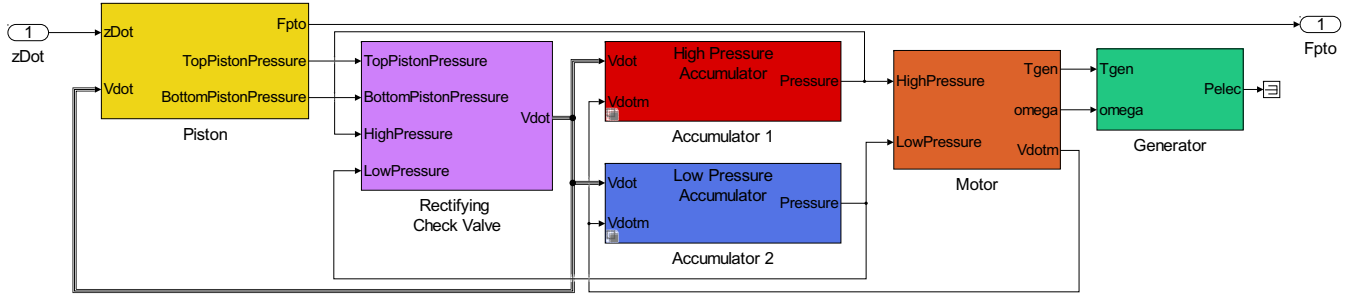 1
zDot
zDot
Vdot
Fpto
TopPistonPressure
BottomPistonPressure
Piston
TopPistonPressure
BottomPistonPressure
HighPressure
LowPressure
Vdot
Rectifying
Check Valve
Vdot
Vdotm
High Pressure
Accumulator
Pressure
Accumulator 1
Vdot
Vdotm
Low Pressure
Accumulator
Pressure
Accumulator 2
HighPressure
LowPressure
Tgen
omega
Vdotm
Motor
Tgen
omega
Pelec
Generator
1
Fpto